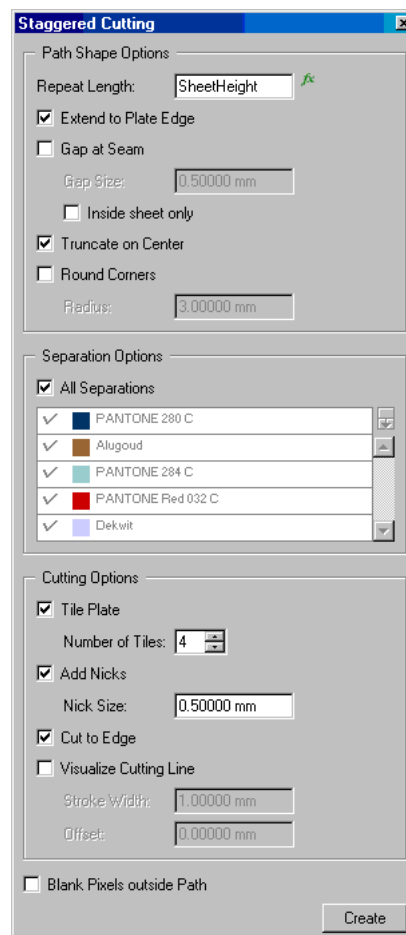 Staggered Cutting
Path Shape Options
Repeat Length: SheetHeight fx
Extend to Plate Edge
Gap at Seam
Gap Size: 0.50000 mm
Inside sheet only
Truncate on Center
Round Corners
Radius: 3.00000 mm
Separation Options
All Separations
PANTONE 280 C
Alugoud
PANTONE 284 C
PANTONE Red 032 C
Dekwit
Cutting Options
Tile Plate
Number of Tiles: 4
Add Nicks
Nick Size: 0.50000 mm
Cut to Edge
Visualize Cutting Line
Stroke Width: 1.00000 mm
Offset: 0.00000 mm
Blank Pixels outside Path
Create